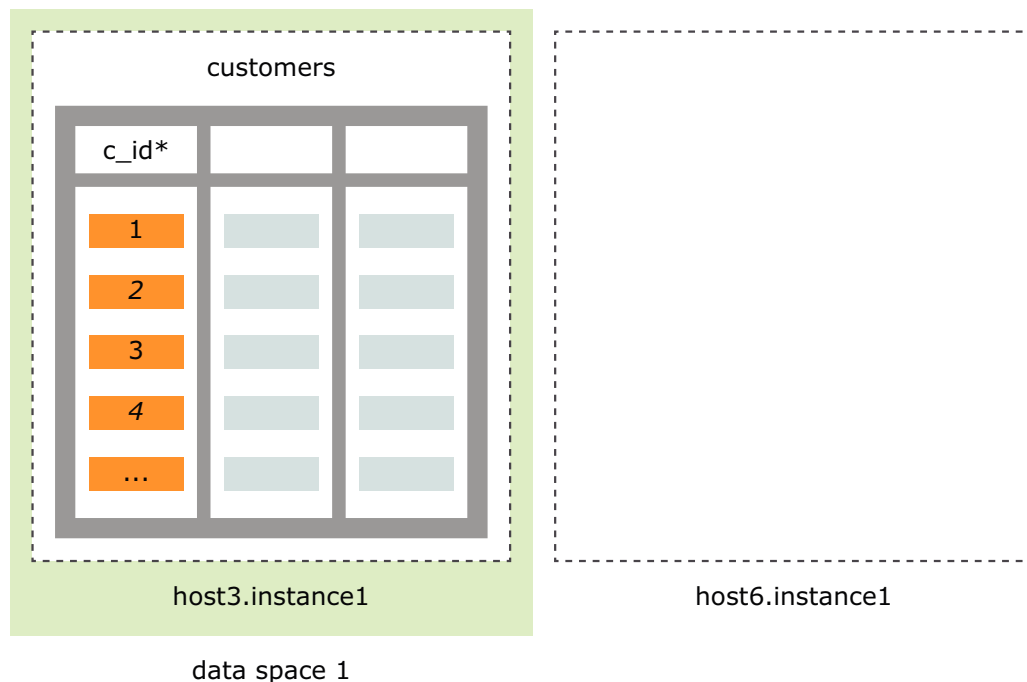 customers
c_id*
1
2
3
4
...
host3.instance1
host6.instance1
data space 1